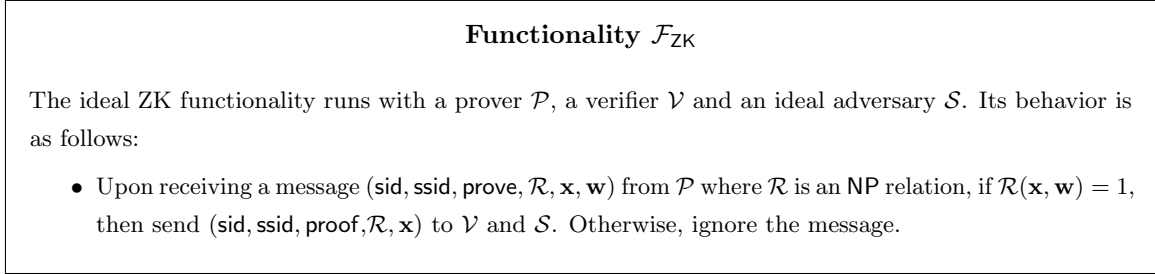 Functionality 𝓕ZK
The ideal ZK functionality runs with a prover 𝒫, a verifier 𝒱 and an ideal adversary 𝒮. Its behavior is
as follows:
• Upon receiving a message (sid, ssid, prove, ℛ, x, w) from 𝒫 where ℛ is an NP relation, if ℛ(x, w) = 1,
then send (sid, ssid, proof,ℛ, x) to 𝒱 and 𝒮. Otherwise, ignore the message.